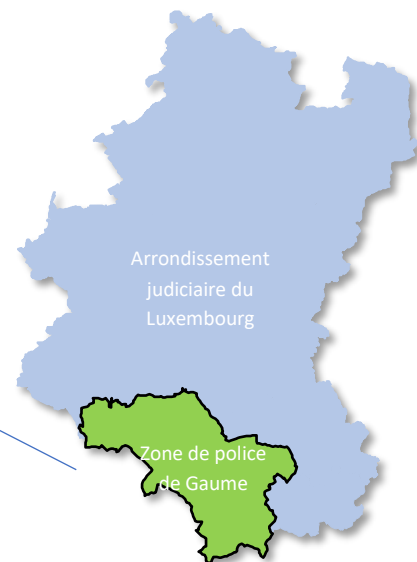 Arrondissement
judiciaire du
Luxembourg
Zone de police
de Gaume